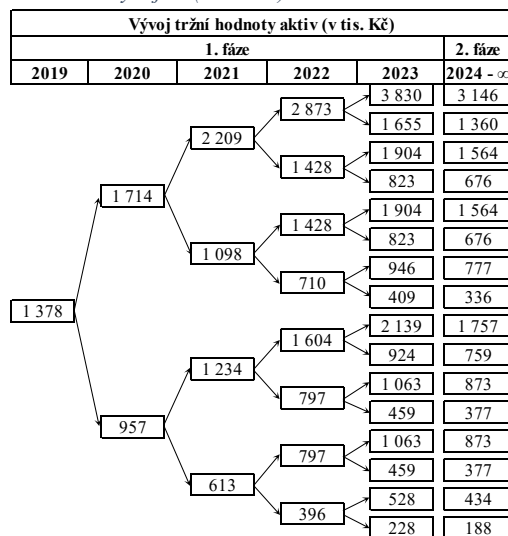 Vývoj tržní hodnoty aktiv (v tis. Kč)
1. fáze 2. fáze
2019 2020 2021 2022 2023 2024 - ∞
3 830 3 146
2 873
1 655 1 360
2 209
1 904 1 564
1 428
823 676
1 714
1 904 1 564
1 428
823 676
1 098
946 777
710
409 336
1 378
2 139 1 757
1 604
924 759
1 234
1 063 873
797
459 377
957
1 063 873
797
459 377
613
528 434
396
228 188